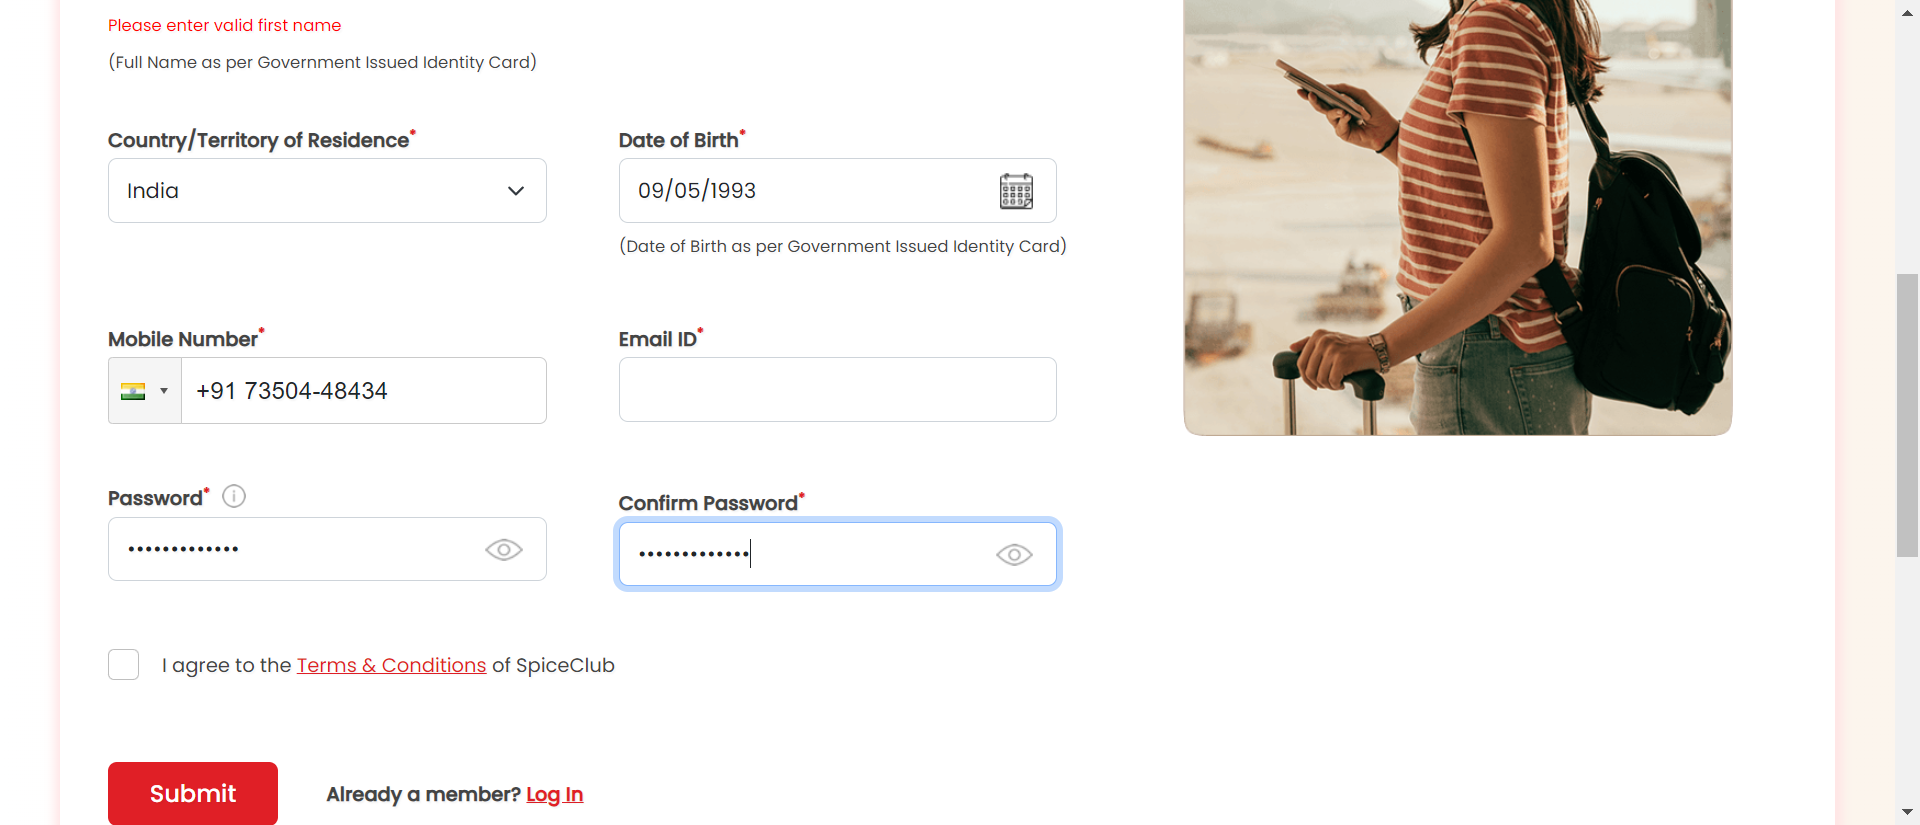 Please enter valid first name
(Full Name as per Government Issued Identity Card)
Country/Territory of Residence*
Date of Birth*
India
09/05/1993
(Date of Birth as per Government Issued Identity Card)
Mobile Number*
Email ID*
+91 73504-48434
Password*
Confirm Password*
•••••••••••••
•••••••••••••
I agree to the Terms & Conditions of SpiceClub
Submit
Already a member? Log In